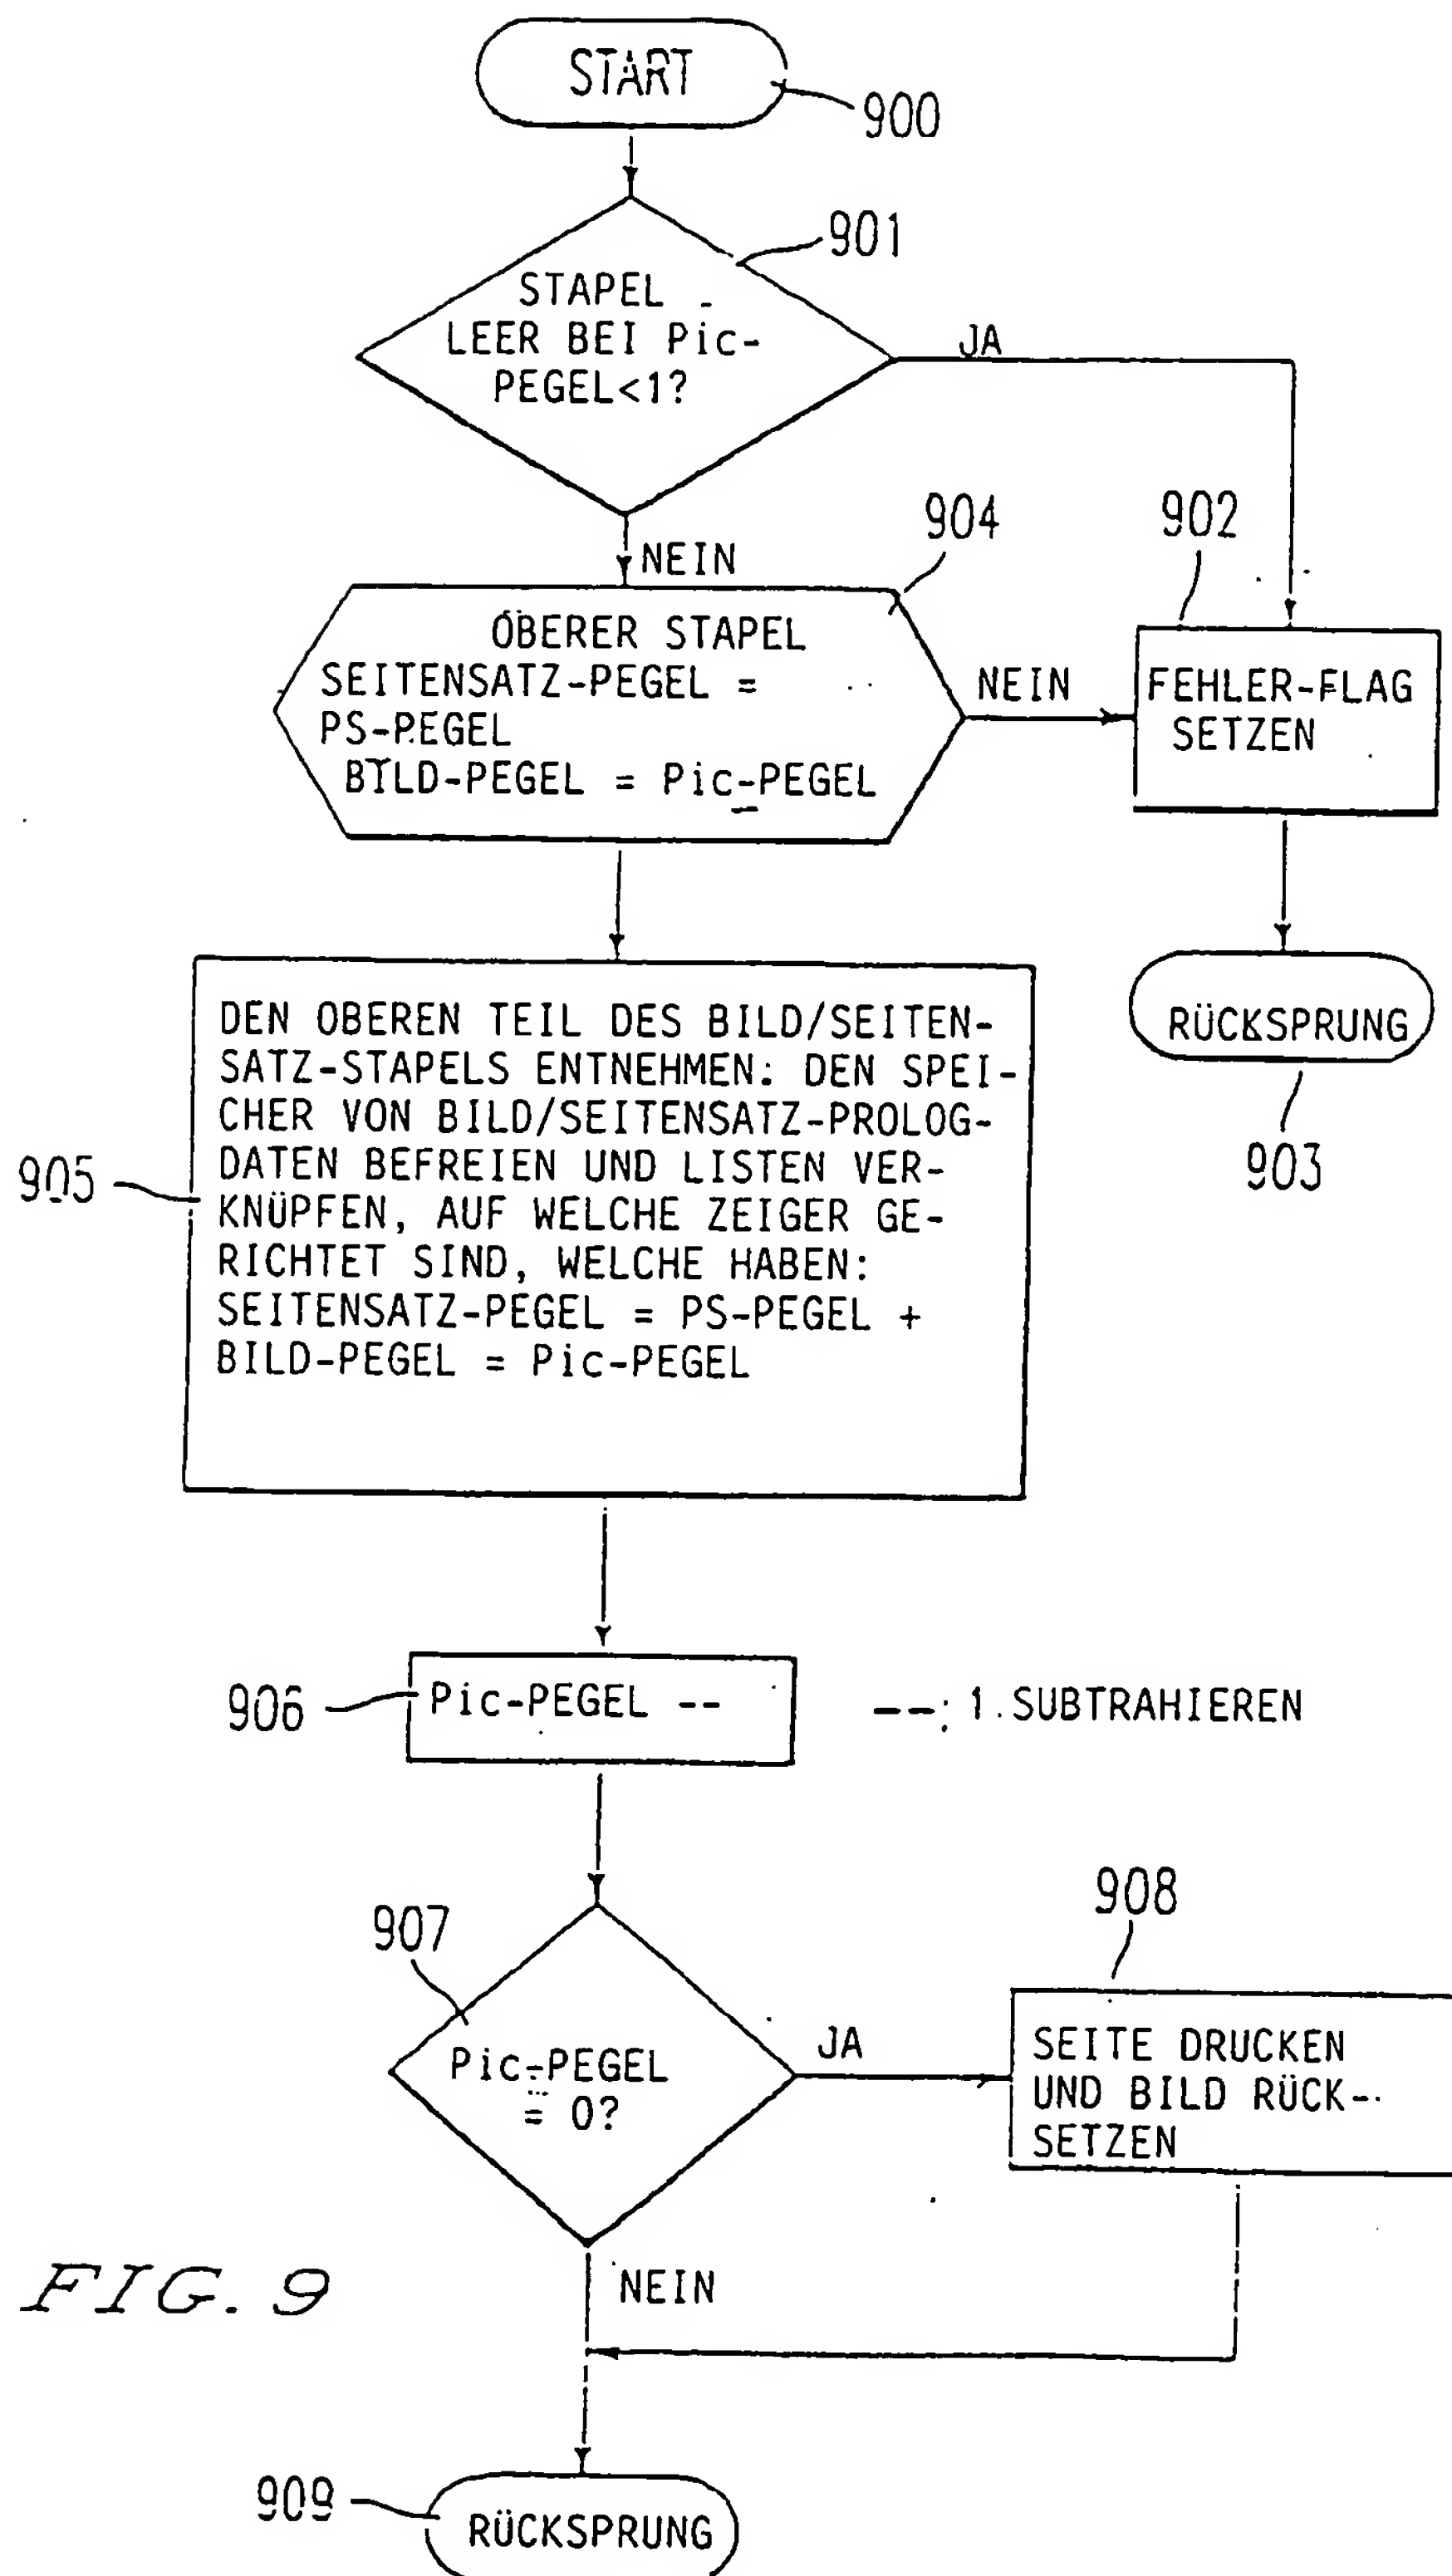 START
900
901
STAPEL
LEER BEI Pic-
PEGEL<1?
JA
NEIN
904
902
OBERER STAPEL
SEITENSATZ-PEGEL =
PS-PEGEL
BILD-PEGEL = Pic-PEGEL
NEIN
FEHLER-FLAG
SETZEN
RÜCKSPRUNG
903
905
DEN OBEREN TEIL DES BILD/SEITEN-
SATZ-STAPELS ENTNEHMEN: DEN SPEI-
CHER VON BILD/SEITENSATZ-PROLOG-
DATEN BEFREIEN UND LISTEN VER-
KNÜPFEN, AUF WELCHE ZEIGER GE-
RICHTET SIND, WELCHE HABEN:
SEITENSATZ-PEGEL = PS-PEGEL +
BILD-PEGEL = Pic-PEGEL
906
Pic-PEGEL --
--: 1 SUBTRAHIEREN
907
Pic-PEGEL
= 0?
JA
908
SEITE DRUCKEN
UND BILD RÜCK-
SETZEN
NEIN
FIG. 9
909
RÜCKSPRUNG